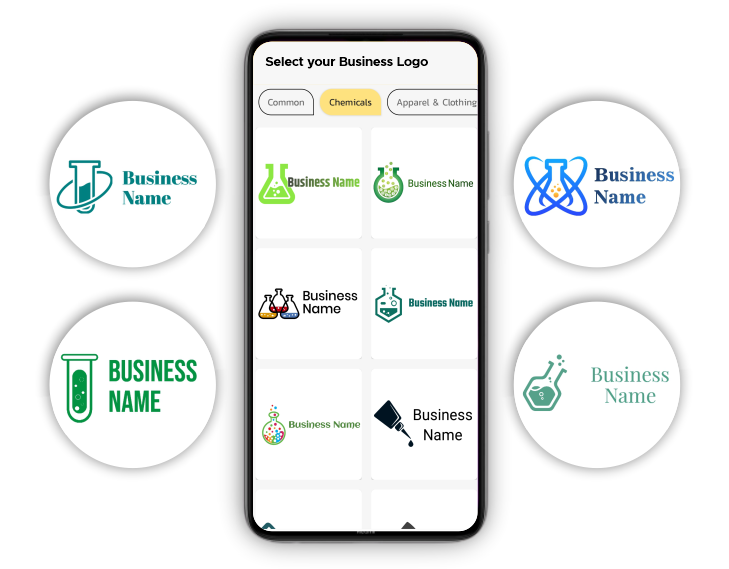 Select your Business Logo
Common
Chemicals
Apparel & Clothing
Business Name
Business Name
Business
Name
Business Name
Business Name
Business
Name
Business
Name
BUSINESS
NAME
Business
Name
Business
Name